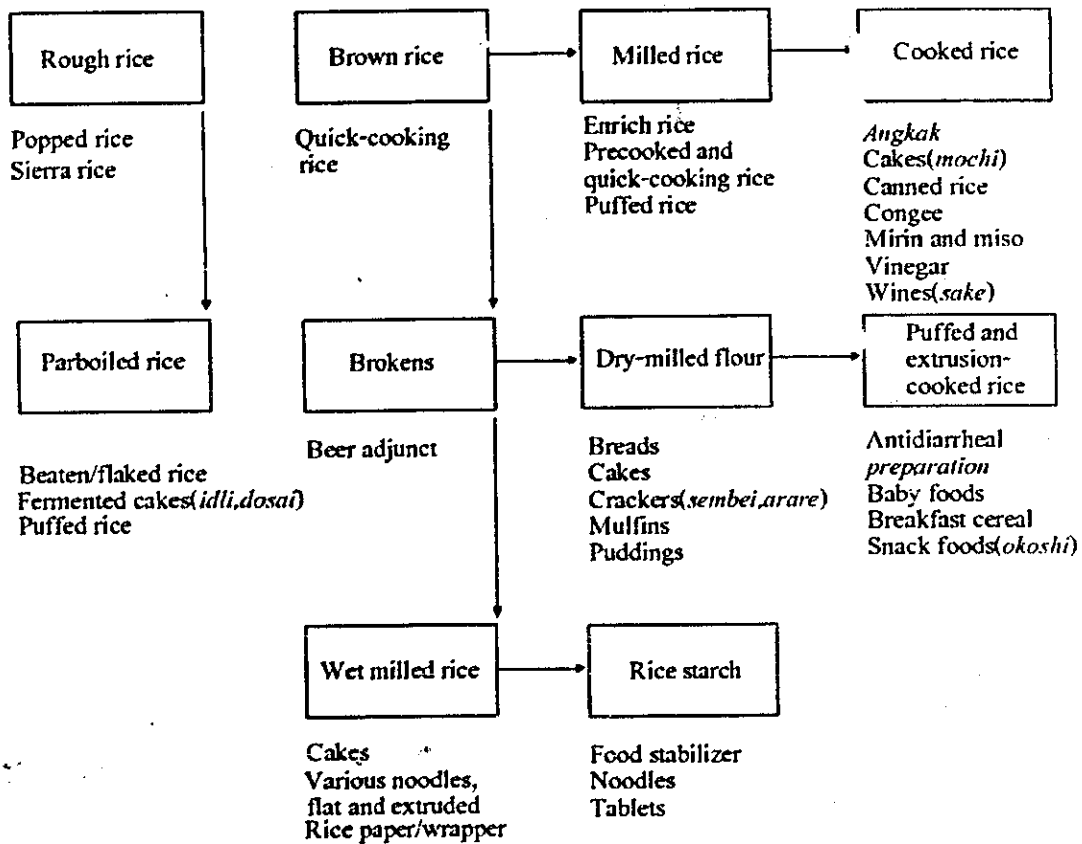 Rough rice
Brown rice
Milled rice
Cooked rice
Popped rice
Sierra rice
Quick-cooking
rice
Enrich rice
Precooked and
quick-cooking rice
Puffed rice
Angkak
Cakes(mochi)
Canned rice
Congee
Mirin and miso
Vinegar
Wines(sake)
Parboiled rice
Brokens
Dry-milled flour
Puffed and
extrusion-
cooked rice
Beaten/flaked rice
Fermented cakes(idli,dosai)
Puffed rice
Beer adjunct
Breads
Cakes
Crackers(sembei,arare)
Mulfins
Puddings
Antidiarrheal
preparation
Baby foods
Breakfast cereal
Snack foods(okoshi)
Wet milled rice
Rice starch
Cakes
Various noodles,
flat and extruded
Rice paper/wrapper
Food stabilizer
Noodles
Tablets